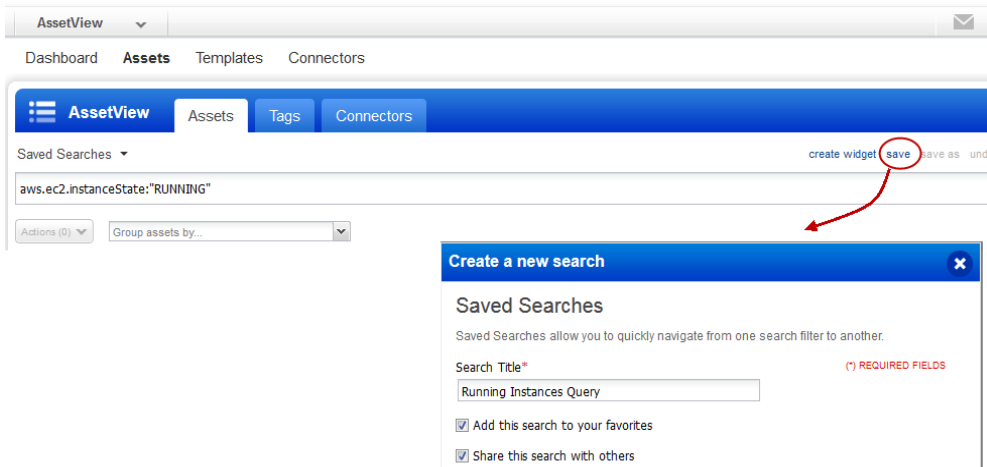 AssetView
Dashboard Assets Templates Connectors
AssetView Assets Tags Connectors
Saved Searches create widget save save as
aws.ec2.instanceState:"RUNNING"
Actions (0) Group assets by...
Create a new search
Saved Searches
Saved Searches allow you to quickly navigate from one search filter to another.
Search Title* (*) REQUIRED FIELDS
Running Instances Query
Add this search to your favorites
Share this search with others